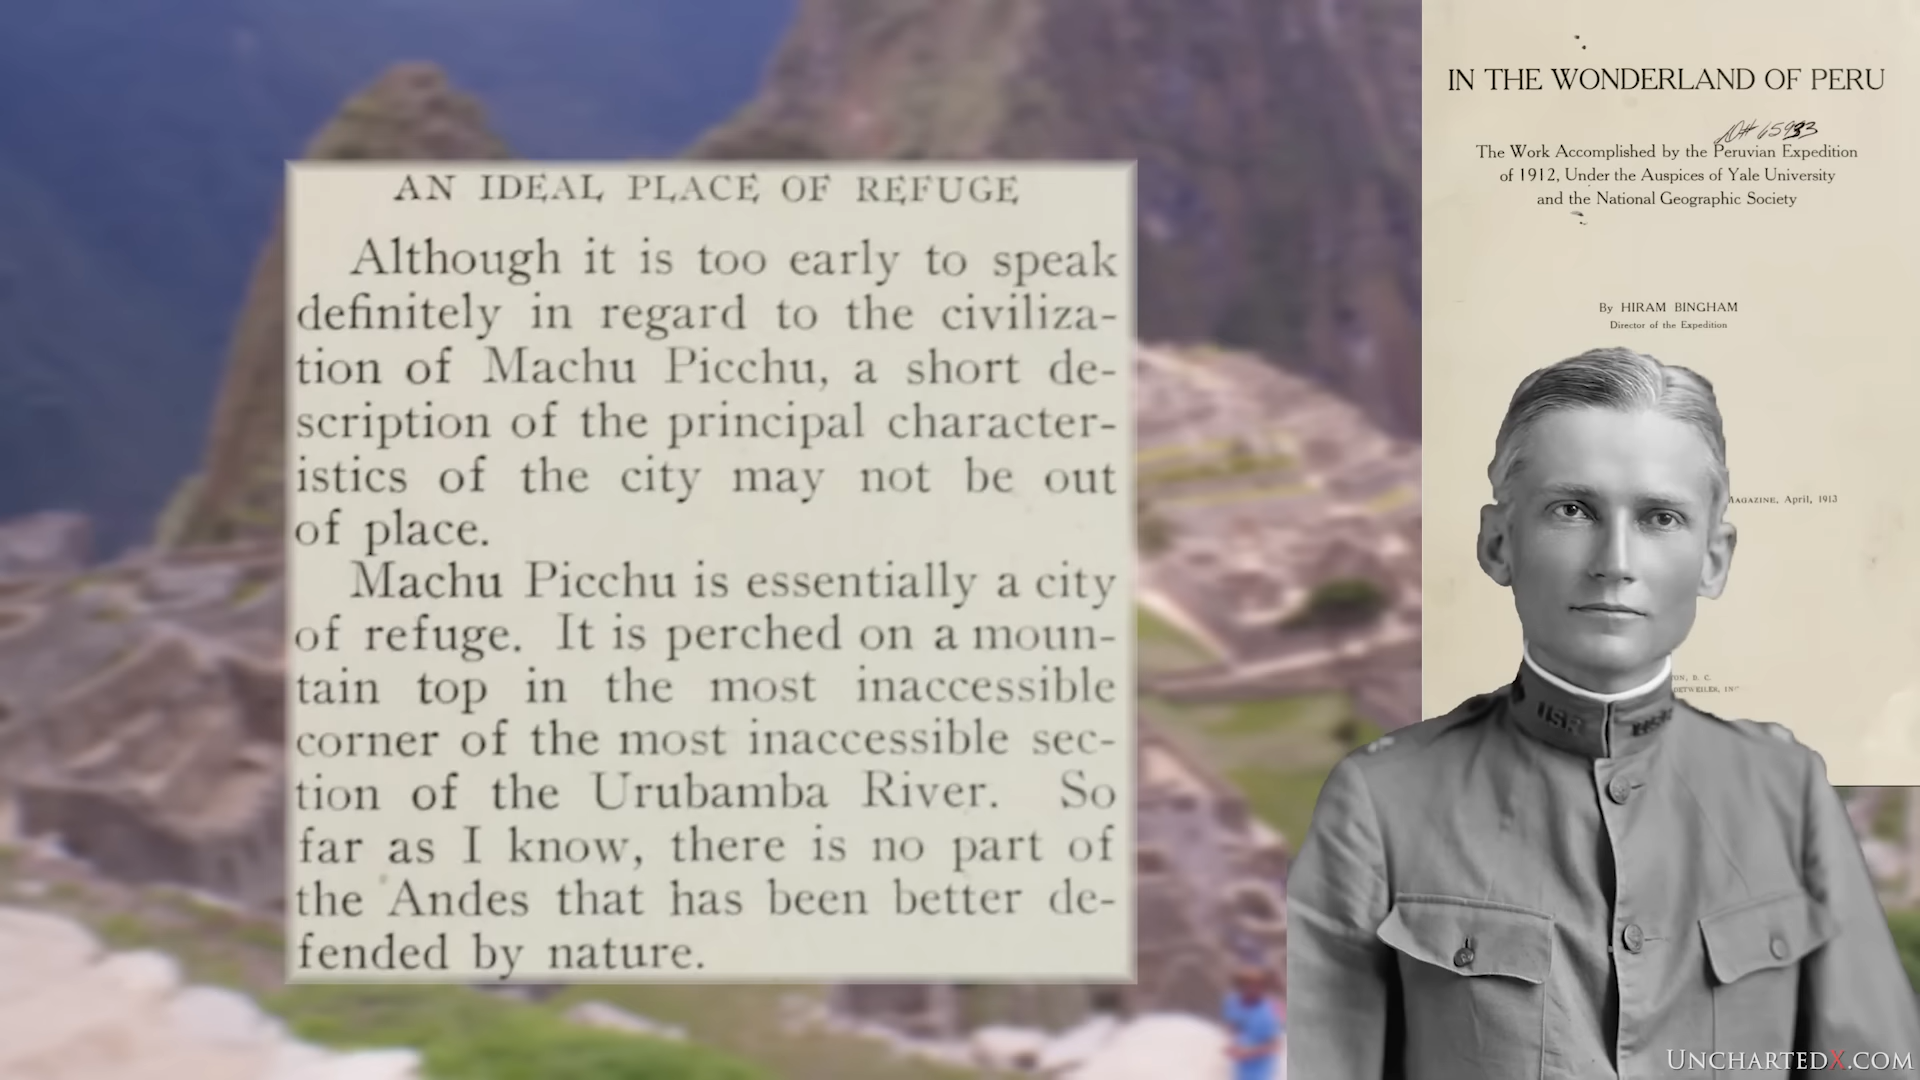 AN IDEAL PLACE OF REFUGE
Although it is too early to speak
definitely in regard to the civiliza-
tion of Machu Picchu, a short de-
scription of the principal character-
istics of the city may not be out
of place.
Machu Picchu is essentially a city
of refuge. It is perched on a moun-
tain top in the most inaccessible
corner of the most inaccessible sec-
tion of the Urubamba River. So
far as I know, there is no part of
the Andes that has been better de-
fended by nature.
IN THE WONDERLAND OF PERU
The Work Accomplished by the Peruvian Expedition
of 1912, Under the Auspices of Yale University
and the National Geographic Society
By HIRAM BINGHAM
Director of the Expedition
MAGAZINE, April, 1913
D. C.
DETWEILER, INC
USR
UNCHARTEDX.COM